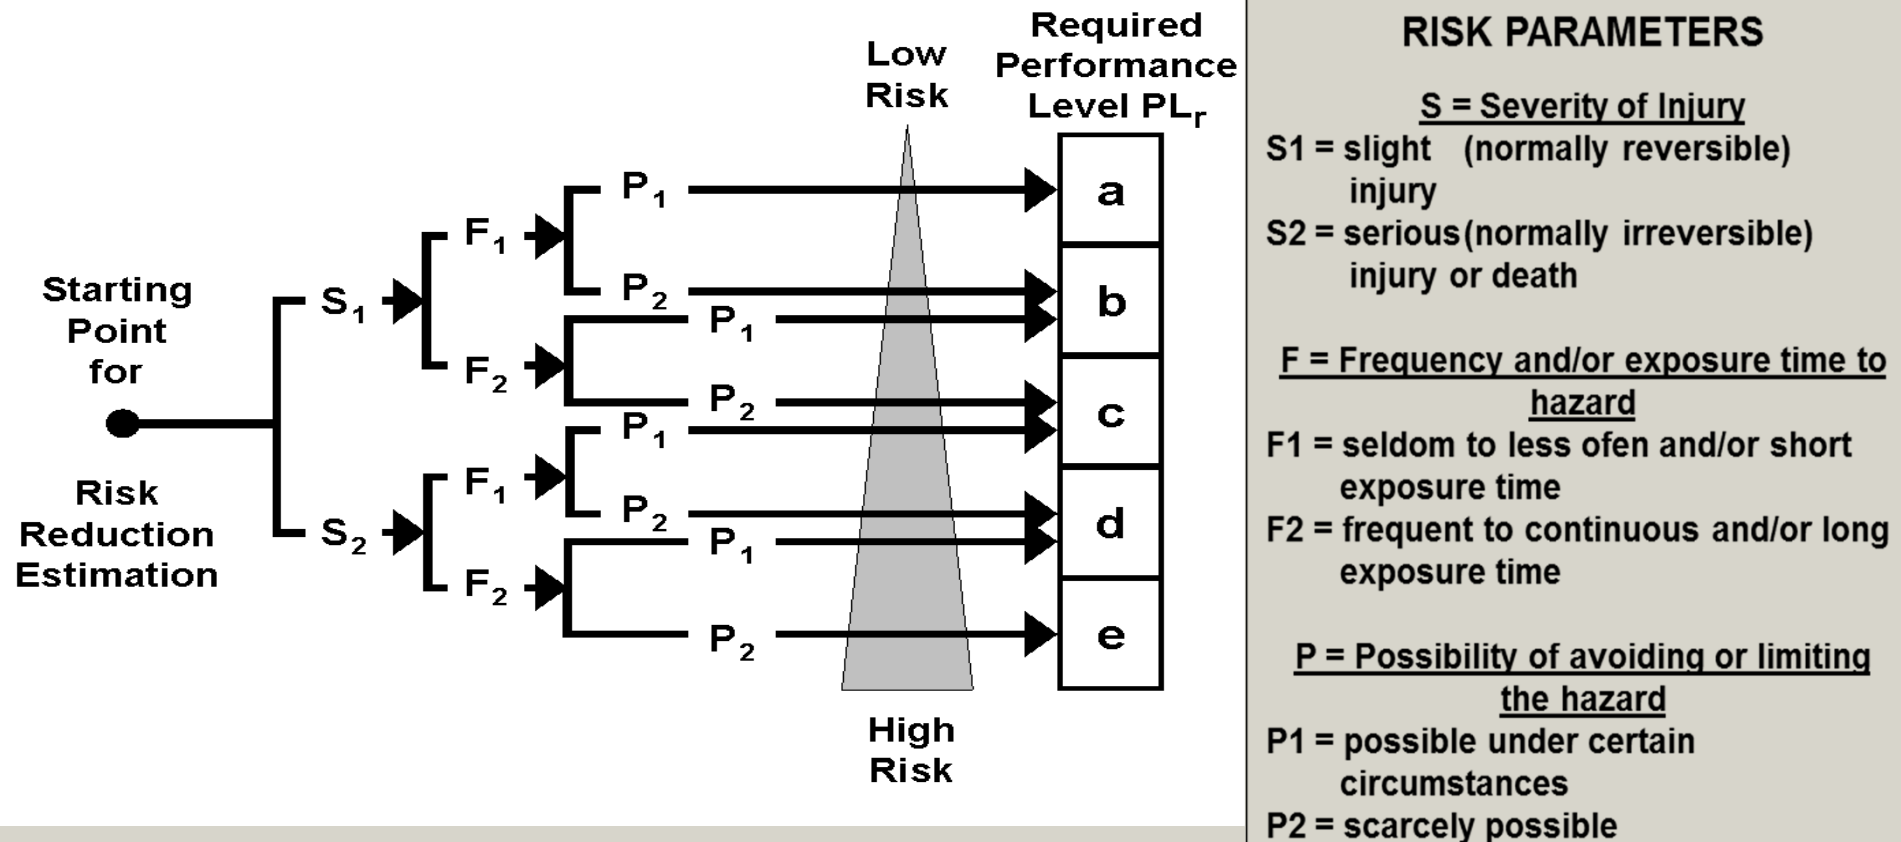 Starting
Point
for
Risk
Reduction
Estimation
S1
S2
F1
F2
F1
F2
P1
P2
P1
P2
P1
P2
P1
P2
Low
Risk
High
Risk
Required
Performance
Level PLr
a
b
c
d
e
RISK PARAMETERS
S = Severity of Injury
S1 = slight (normally reversible)
injury
S2 = serious(normally irreversible)
injury or death
F = Frequency and/or exposure time to
hazard
F1 = seldom to less ofen and/or short
exposure time
F2 = frequent to continuous and/or long
exposure time
P = Possibility of avoiding or limiting
the hazard
P1 = possible under certain
circumstances
P2 = scarcely possible